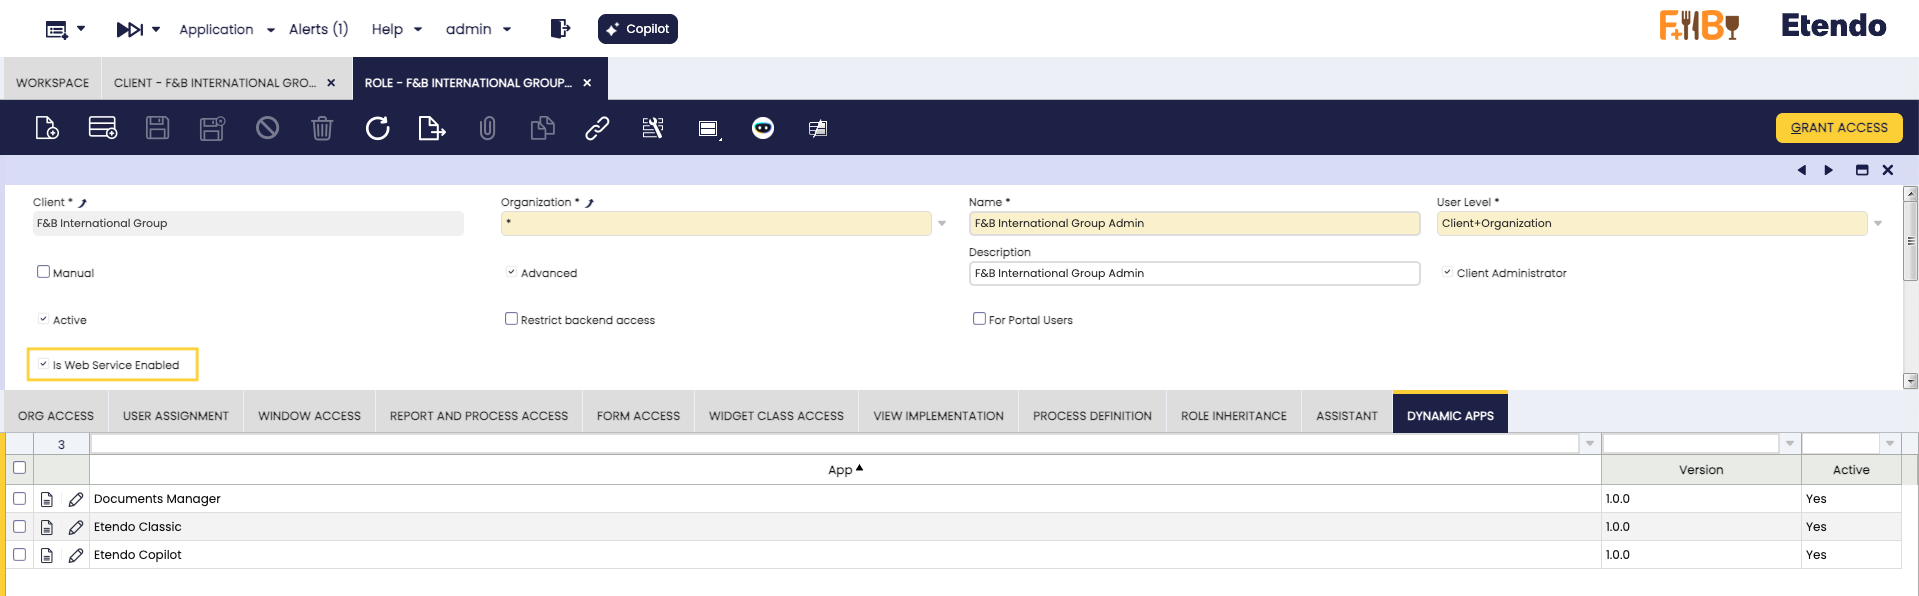 Application Alerts (1) Help admin Copilot F&B Etendo
WORKSPACE CLIENT - F&B INTERNATIONAL GRO... ROLE - F&B INTERNATIONAL GROUP...
GRANT ACCESS
Client * Organization * Name * User Level *
F&B International Group * F&B International Group Admin Client+Organization
Description
Manual Advanced F&B International Group Admin Client Administrator
Active Restrict backend access For Portal Users
Is Web Service Enabled
ORG ACCESS USER ASSIGNMENT WINDOW ACCESS REPORT AND PROCESS ACCESS FORM ACCESS WIDGET CLASS ACCESS VIEW IMPLEMENTATION PROCESS DEFINITION ROLE INHERITANCE ASSISTANT DYNAMIC APPS
3
App Version Active
Documents Manager 1.0.0 Yes
Etendo Classic 1.0.0 Yes
Etendo Copilot 1.0.0 Yes